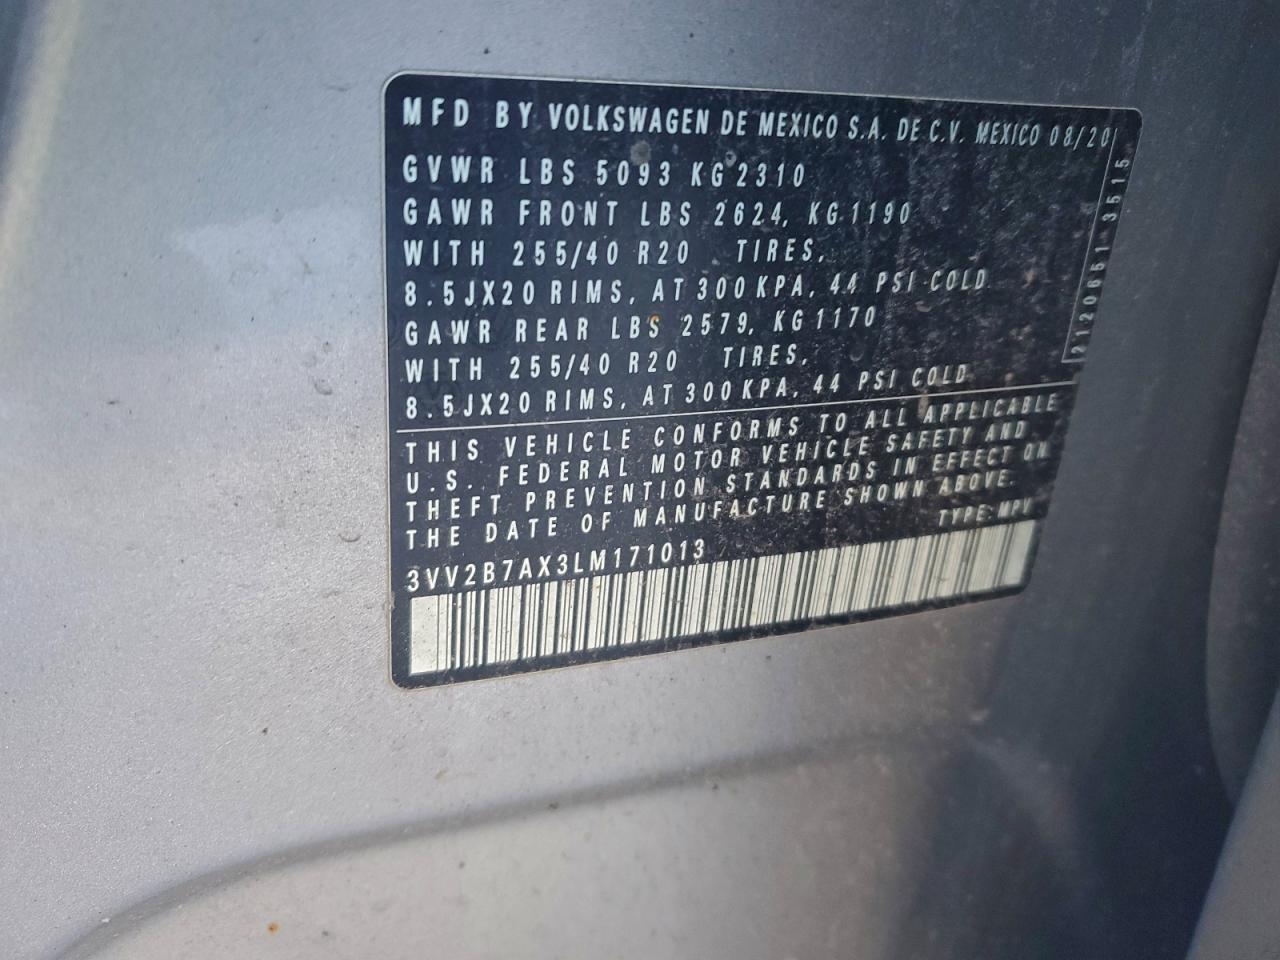 MFD BY VOLKSWAGEN DE MEXICO S.A. DE C.V. MEXICO 08/20
GVWR LBS 5093 KG 2310
GAWR FRONT LBS 2624, KG 1190
WITH 255/40 R20 TIRES,
8.5JX20 RIMS, AT 300 KPA, 44 PSI COLD
GAWR REAR LBS 2579, KG 1170
WITH 255/40 R20 TIRES,
8.5JX20 RIMS, AT 300 KPA, 44 PSI COLD
THIS VEHICLE CONFORMS TO ALL APPLICABLE
U.S. FEDERAL MOTOR VEHICLE SAFETY AND
THEFT PREVENTION STANDARDS IN EFFECT ON
THE DATE OF MANUFACTURE SHOWN ABOVE.
TYPE: MPV
3VV2B7AX3LM171013
2120661-3515